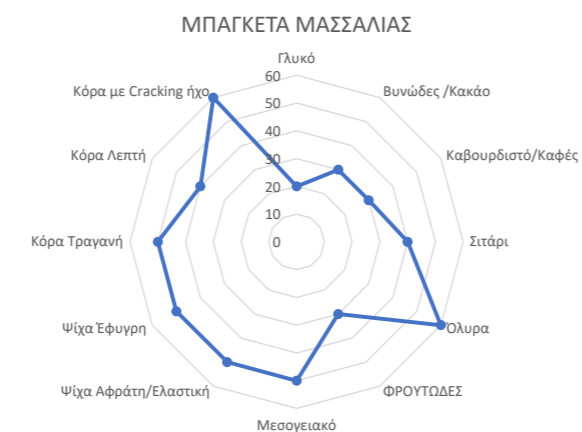 ΜΠΑΓΚΕΤΑ ΜΑΣΣΑΛΙΑΣ
Γλυκό
Βυνώδες /Κακάο
Καβουρδιστό/Καφές
Σιτάρι
Όλυρα
ΦΡΟΥΤΩΔΕΣ
Μεσογειακό
Ψίχα Αφράτη/Ελαστική
Ψίχα Έφυγρη
Κόρα Τραγανή
Κόρα Λεπτή
Κόρα με Cracking ήχο
60
50
40
30
20
10
0